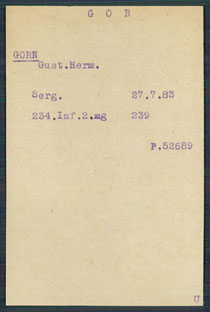 G O R
GORN
Gust.Herm.
Serg. 27.7.83
234.Inf.2.mg 239
P.52689
U